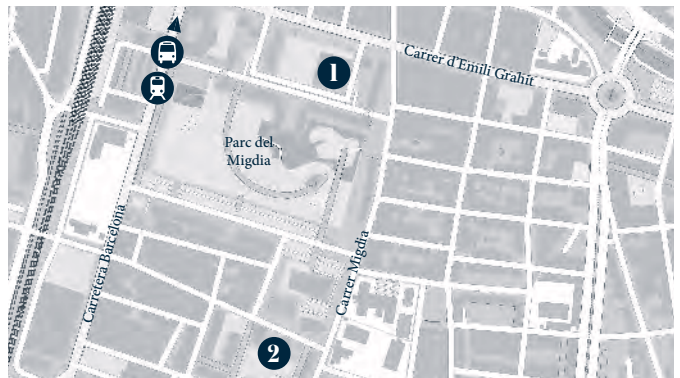 1
Carrer d'Emili Grahit
Parc del
Migdia
Carretera Barcelona
Carrer Migdia
2